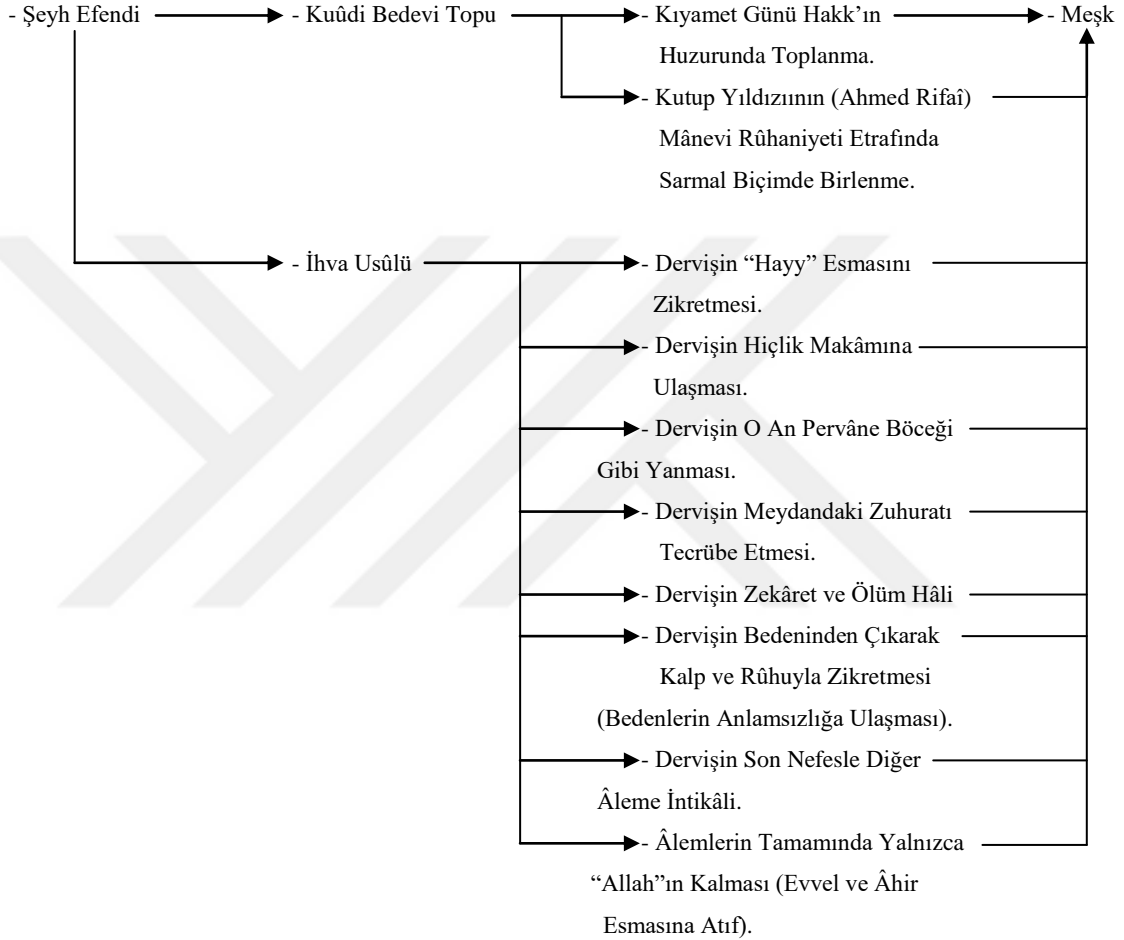 - Şeyh Efendi
- Kuûdi Bedevi Topu
- Kıyamet Günü Hakk’ın
Huzurunda Toplanma.
- Meşk
- Kutup Yıldızıının (Ahmed Rifaî)
Mânevi Rûhaniyeti Etrafında
Sarmal Biçimde Birlenme.
- İhva Usûlü
- Dervişin “Hayy” Esmasını
Zikretmesi.
- Dervişin Hiçlik Makâmına
Ulaşması.
- Dervişin O An Pervâne Böceği
Gibi Yanması.
- Dervişin Meydandaki Zuhuratı
Tecrübe Etmesi.
- Dervişin Zekâret ve Ölüm Hâli
- Dervişin Bedeninden Çıkarak
Kalp ve Rûhuyla Zikretmesi
(Bedenlerin Anlamsızlığa Ulaşması).
- Dervişin Son Nefesle Diğer
Âleme İntikâli.
- Âlemlerin Tamamında Yalnızca
“Allah”ın Kalması (Evvel ve Âhir
Esmasına Atıf).